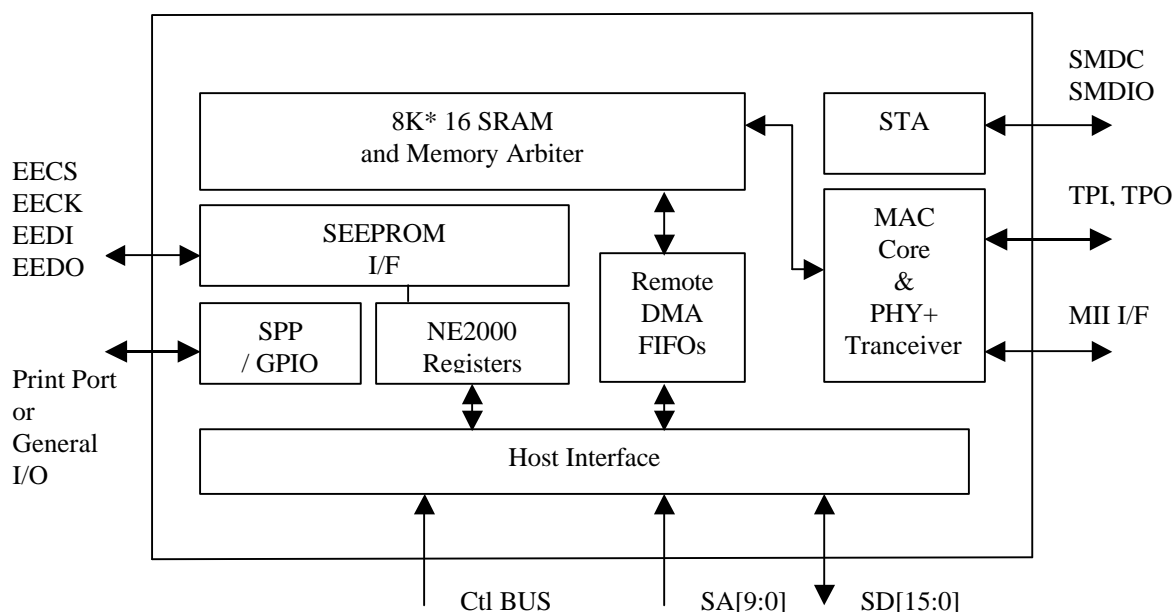 SMDC
SMDIO
8K* 16 SRAM
and Memory Arbiter
STA
EECS
EECK
EEDI
EEDO
SEEPROM
I/F
TPI, TPO
MAC
Core
&
PHY+
Tranceiver
Remote
DMA
FIFOs
SPP
/ GPIO
NE2000
Registers
MII I/F
Print Port
or
General
I/O
Host Interface
Ctl BUS
SA[9:0]
SD[15:0]